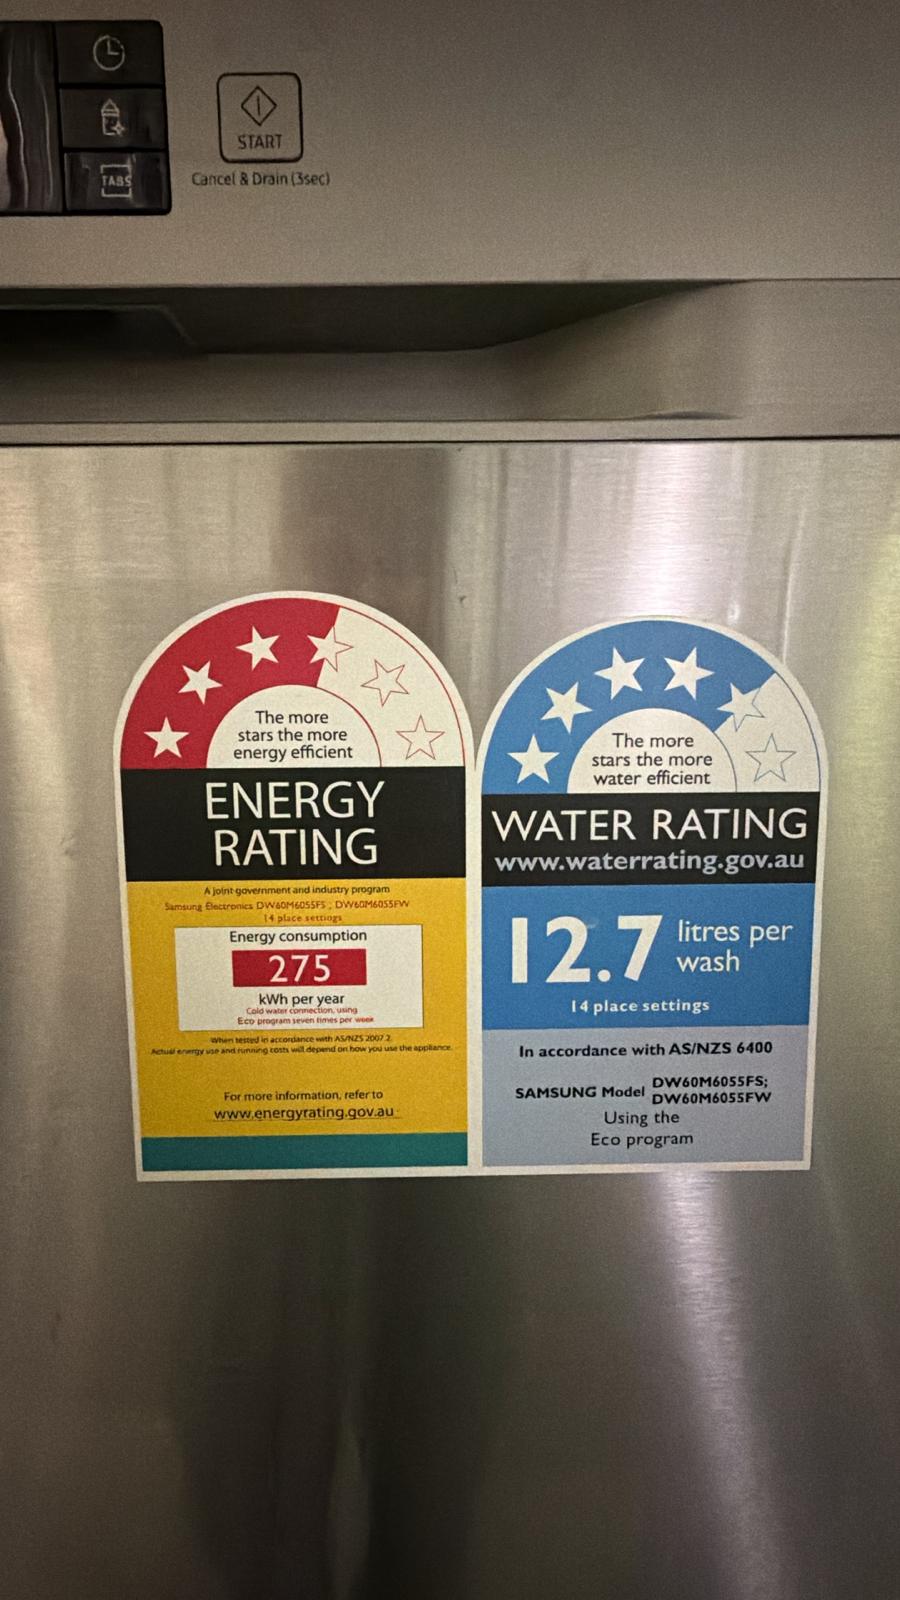 TABS
START
Cancel & Drain (3sec)
The more
stars the more
energy efficient
ENERGY
RATING
A joint government and industry program
Samsung Electronics DW60M6055FS ; DW60M6055FW
14 place settings
Energy consumption
275
kWh per year
Cold water connection, using
Eco program seven times per week
When tested in accordance with AS/NZS 2007.2.
Actual energy use and running costs will depend on how you use the appliance.
For more information, refer to
www.energyrating.gov.au
The more
stars the more
water efficient
WATER RATING
www.waterrating.gov.au
12.7 litres per
wash
14 place settings
In accordance with AS/NZS 6400
SAMSUNG Model DW60M6055FS;
DW60M6055FW
Using the
Eco program